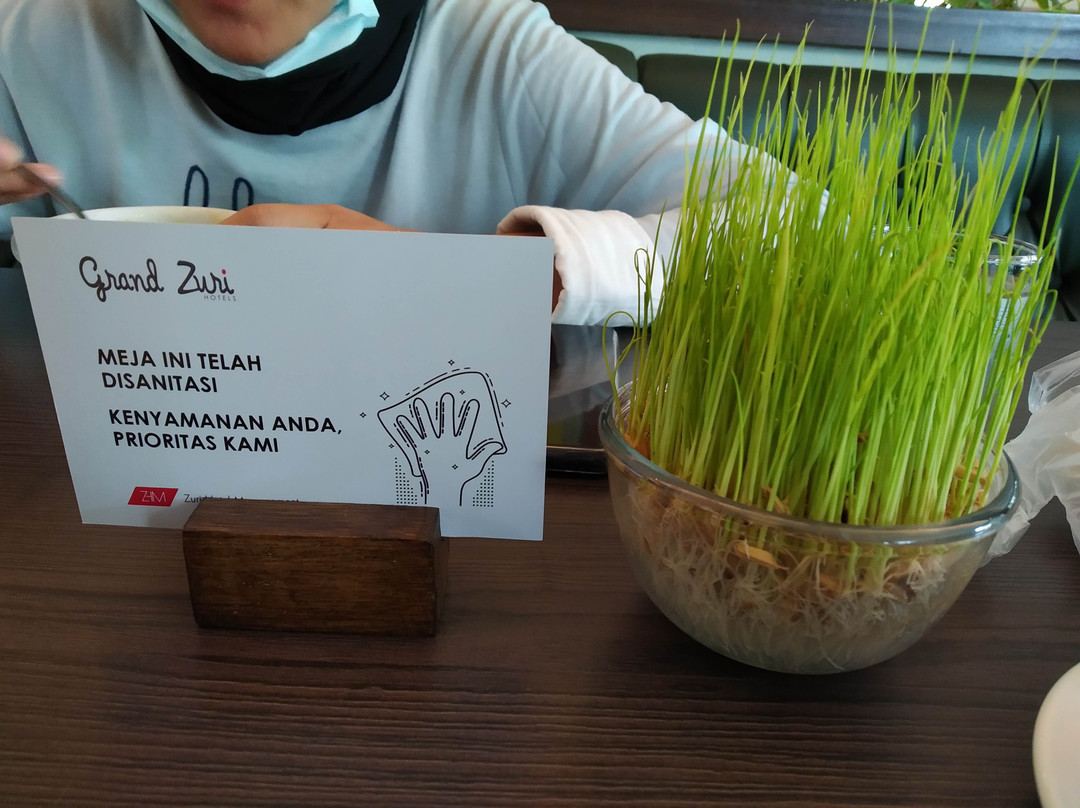 Grand Zuri
HOTELS
MEJA INI TELAH
DISANITASI
KENYAMANAN ANDA,
PRIORITAS KAMI
ZHM